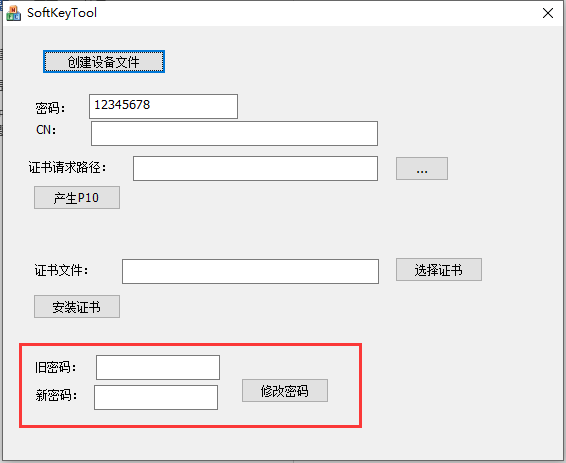 SoftKeyTool
创建设备文件
密码： 12345678
CN：
证书请求路径： ...
产生P10
证书文件： 选择证书
安装证书
旧密码：
新密码： 修改密码